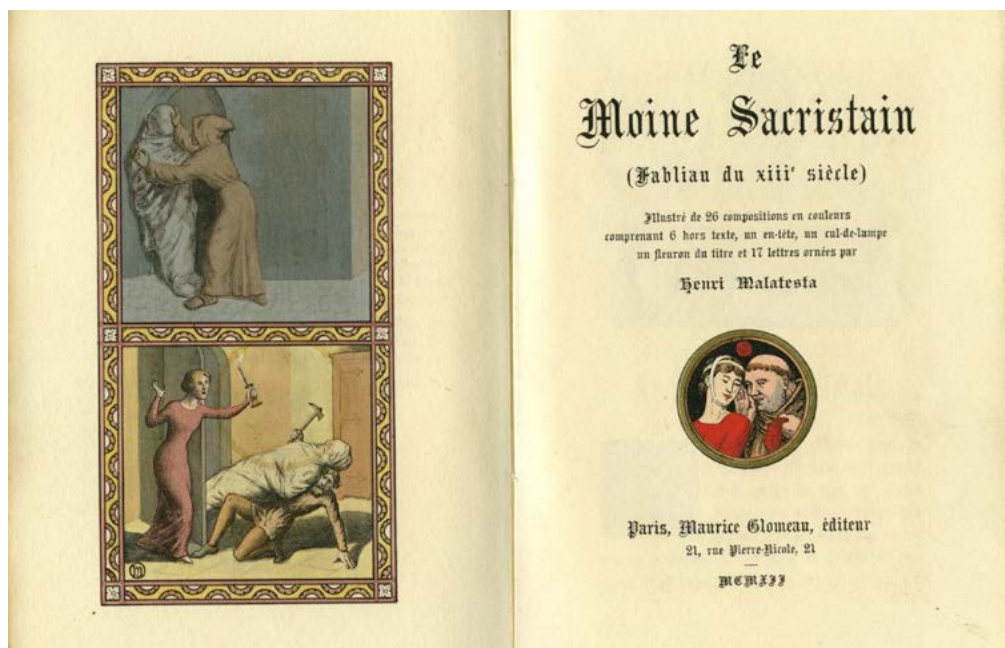 Le
Moine Sacristain
(Fabliau du xiiiᵉ siècle)
Illustré de 26 compositions en couleurs
comprenant 6 hors texte, un en-tête, un cul-de-lampe
un fleuron du titre et 17 lettres ornées par
Henri Malatesta
Paris, Maurice Glomeau, éditeur
21, rue Pierre-Nicole, 21
MCMXII